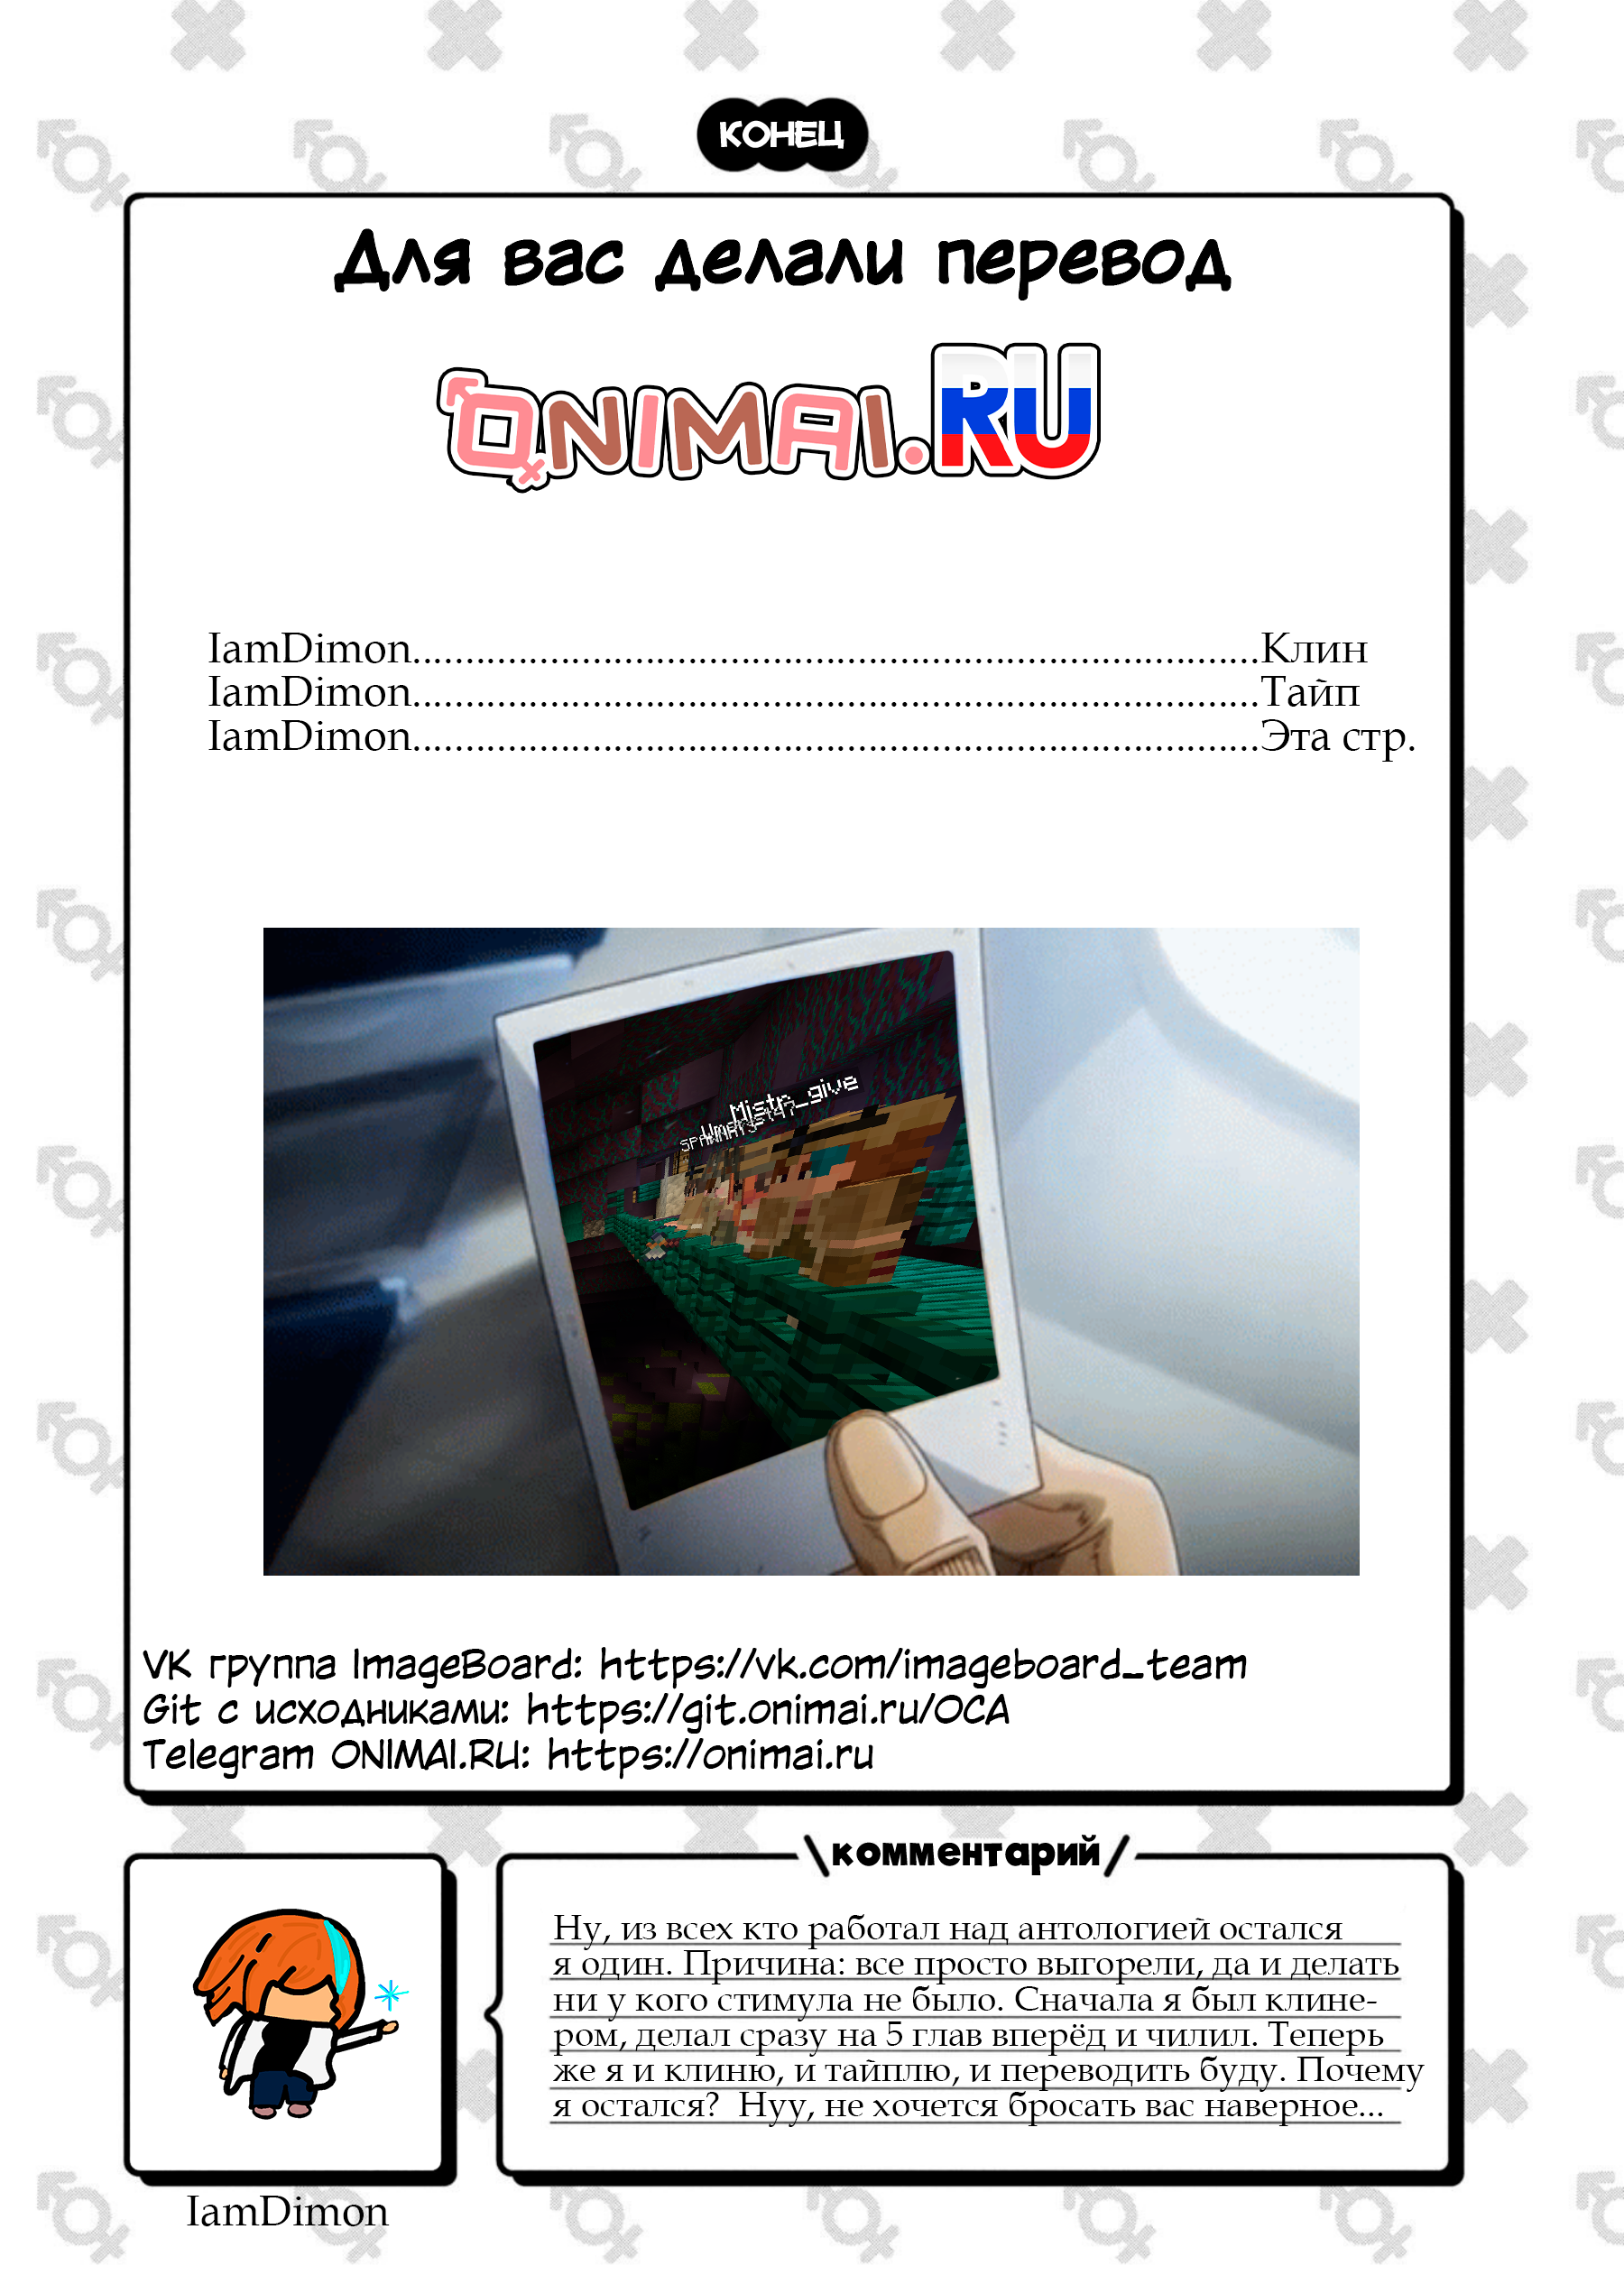 КОНЕЦ
Для вас делали перевод
ONIMAI.RU
IamDimon................................................................................Клин
IamDimon................................................................................Тайп
IamDimon................................................................................Эта стр.
Mistp_give
VK группа ImageBoard: https://vk.com/imageboard_team
Git с исходниками: https://git.onimai.ru/OCA
Telegram ONIMAI.RU: https://onimai.ru
\комментарий/
Ну, из всех кто работал над антологией остался
я один. Причина: все просто выгорели, да и делать
ни у кого стимула не было. Сначала я был клине-
ром, делал сразу на 5 глав вперёд и чилил. Теперь
же я и клиню, и тайплю, и переводить буду. Почему
я остался?  Нуу, не хочется бросать вас наверное...
IamDimon